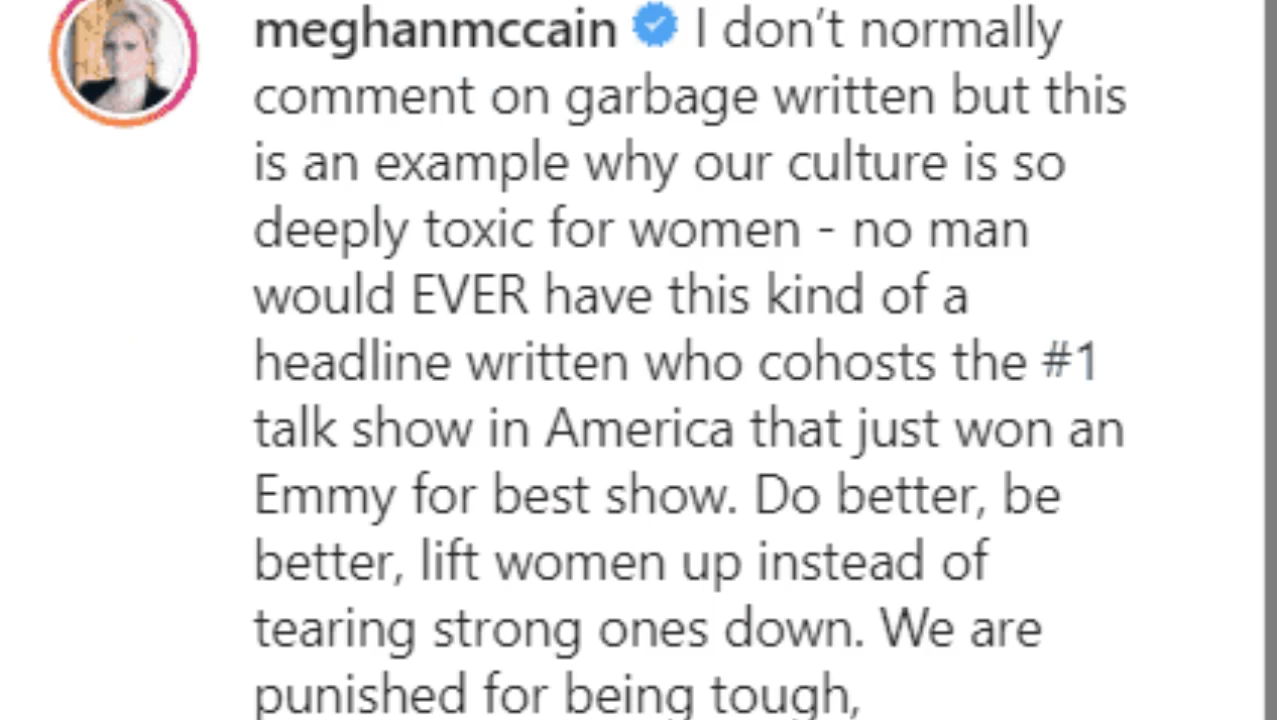 meghanmccain I don’t normally
comment on garbage written but this
is an example why our culture is so
deeply toxic for women - no man
would EVER have this kind of a
headline written who cohosts the #1
talk show in America that just won an
Emmy for best show. Do better, be
better, lift women up instead of
tearing strong ones down. We are
punished for being tough,